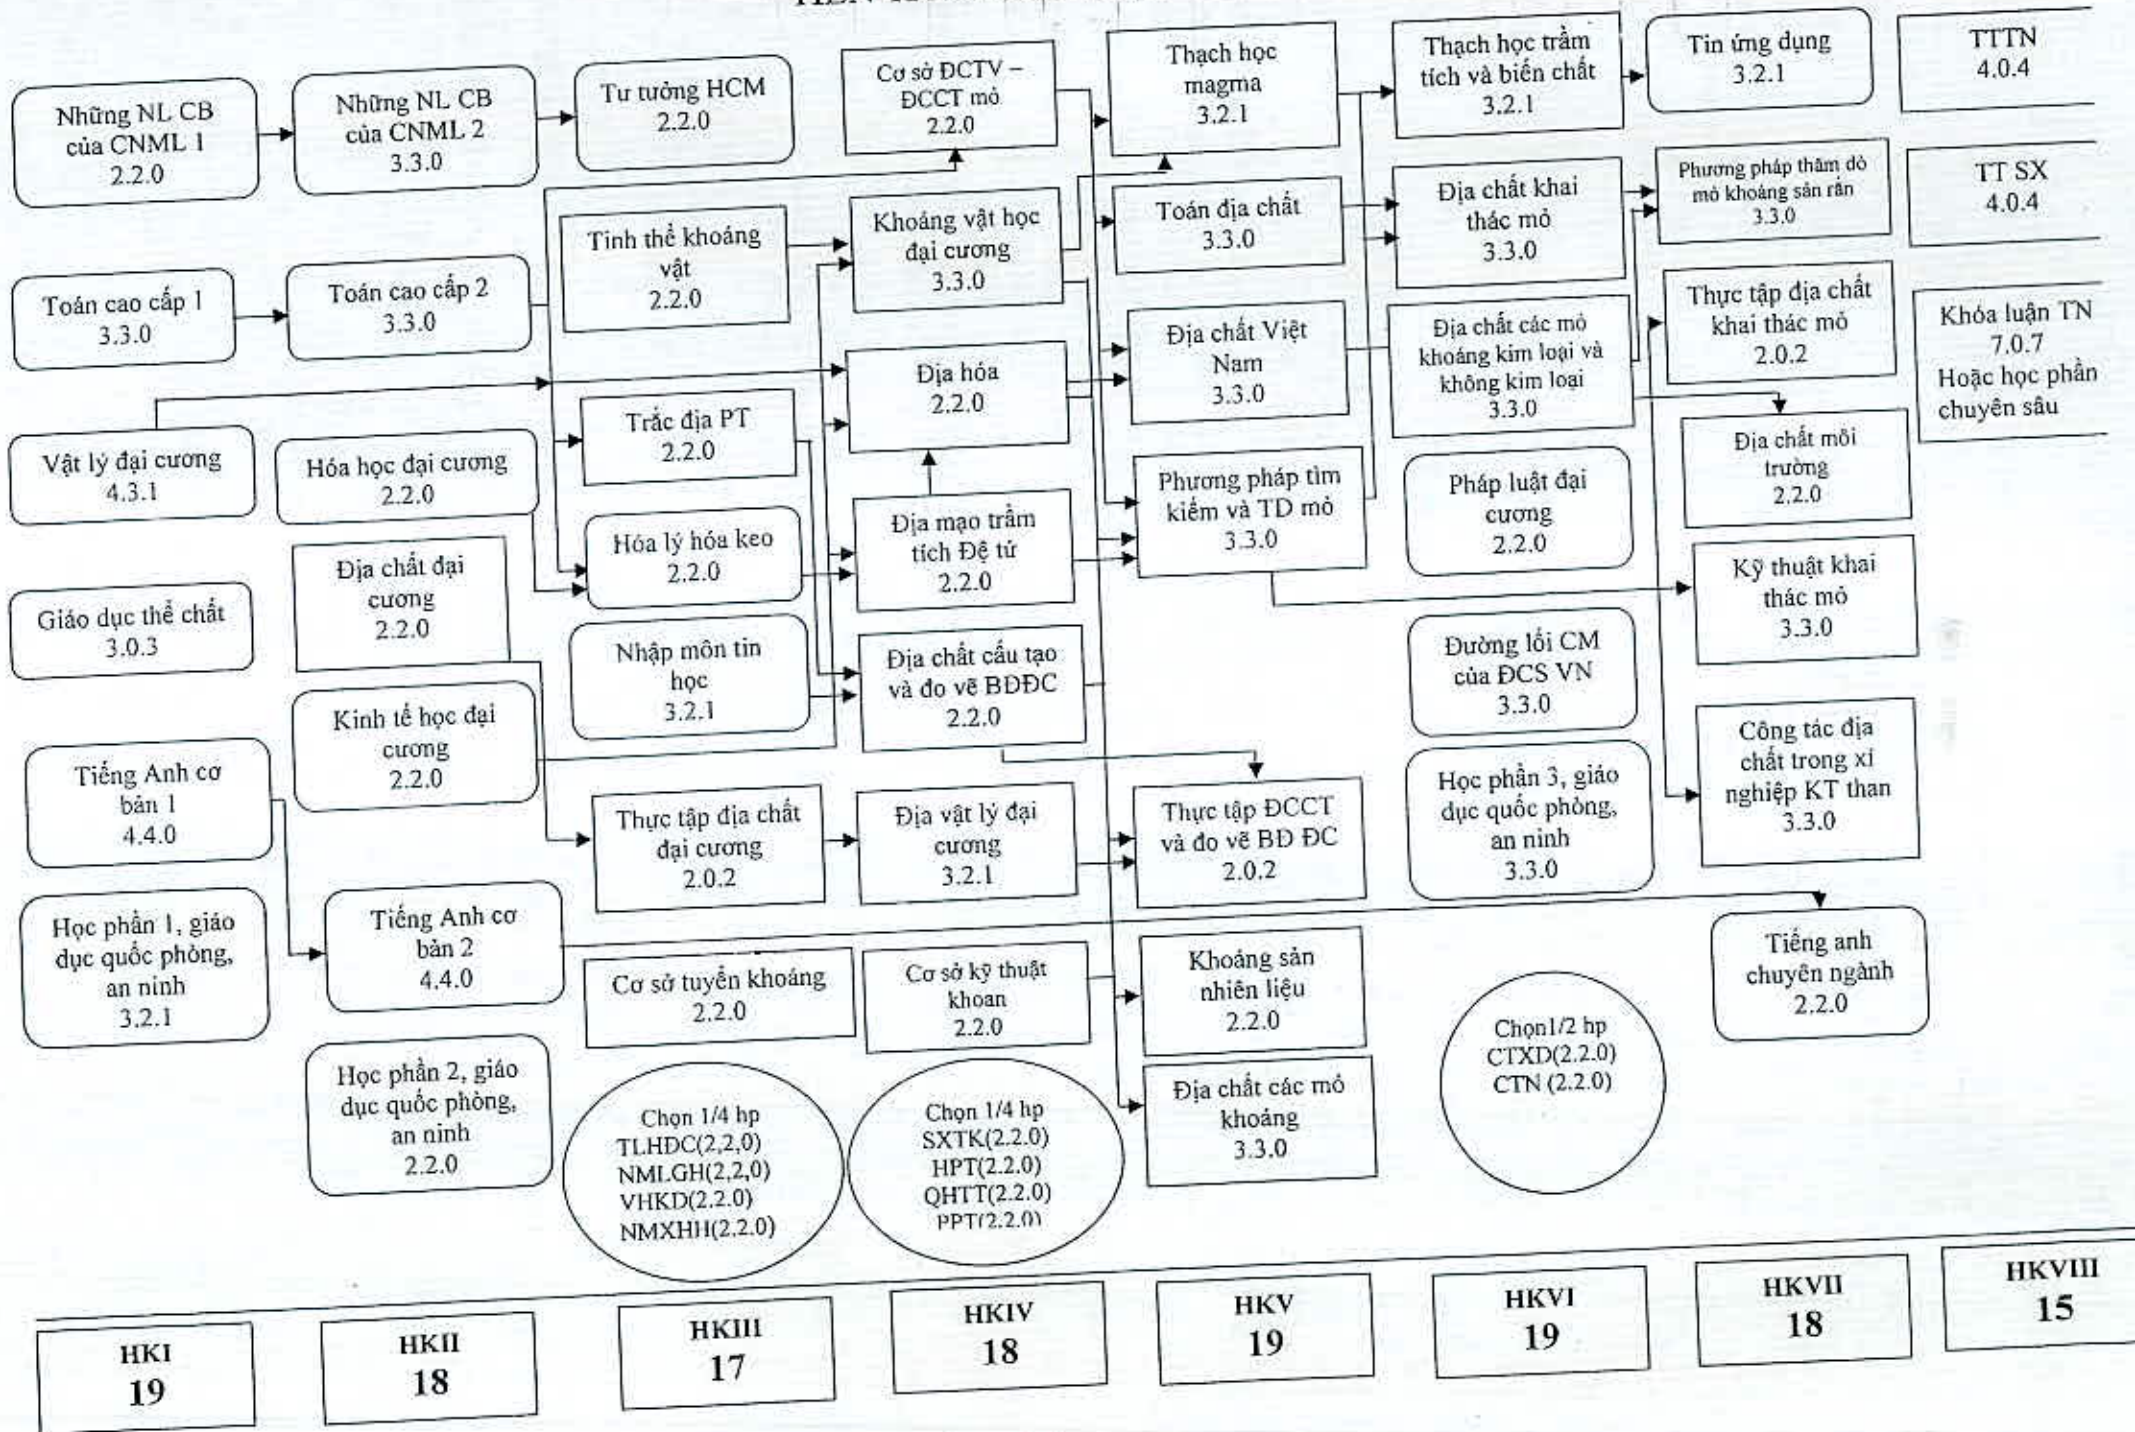 Những NL CB
của CNML 1
2.2.0
Toán cao cấp 1
3.3.0
Vật lý đại cương
4.3.1
Giáo dục thể chất
3.0.3
Tiếng Anh cơ
bản 1
4.4.0
Học phần 1, giáo
dục quốc phòng,
an ninh
3.2.1
Những NL CB
của CNML 2
3.3.0
Toán cao cấp 2
3.3.0
Hóa học đại cương
2.2.0
Địa chất đại
cương
2.2.0
Kinh tế học đại
cương
2.2.0
Tiếng Anh cơ
bản 2
4.4.0
Học phần 2, giáo
dục quốc phòng,
an ninh
2.2.0
Tư tưởng HCM
2.2.0
Tinh thể khoáng
vật
2.2.0
Trắc địa PT
2.2.0
Hóa lý hóa keo
2.2.0
Nhập môn tin
học
3.2.1
Thực tập địa chất
đại cương
2.0.2
Cơ sở tuyển khoáng
2.2.0
Chọn 1/4 hp
TLHĐC(2,2,0)
NMLGH(2,2,0)
VHKD(2.2.0)
NMXHH(2.2.0)
Cơ sở ĐCTV –
ĐCCT mỏ
2.2.0
Khoáng vật học
đại cương
3.3.0
Địa hóa
2.2.0
Địa mạo trầm
tích Đệ tứ
2.2.0
Địa chất cấu tạo
và đo vẽ BĐĐC
2.2.0
Địa vật lý đại
cương
3.2.1
Cơ sở kỹ thuật
khoan
2.2.0
Chọn 1/4 hp
SXTK(2.2.0)
HPT(2.2.0)
QHTT(2.2.0)
PPT(2.2.0)
Thạch học
magma
3.2.1
Toán địa chất
3.3.0
Địa chất Việt
Nam
3.3.0
Phương pháp tìm
kiếm và TD mỏ
3.3.0
Thực tập ĐCCT
và đo vẽ BĐ ĐC
2.0.2
Khoáng sản
nhiên liệu
2.2.0
Địa chất các mỏ
khoáng
3.3.0
Thạch học trầm
tích và biến chất
3.2.1
Địa chất khai
thác mỏ
3.3.0
Địa chất các mỏ
khoáng kim loại và
không kim loại
3.3.0
Pháp luật đại
cương
2.2.0
Đường lối CM
của ĐCS VN
3.3.0
Học phần 3, giáo
dục quốc phòng,
an ninh
3.3.0
Chọn1/2 hp
CTXD(2.2.0)
CTN (2.2.0)
Tin ứng dụng
3.2.1
Phương pháp thăm dò
mỏ khoáng sản rắn
3.3.0
Thực tập địa chất
khai thác mỏ
2.0.2
Địa chất môi
trường
2.2.0
Kỹ thuật khai
thác mỏ
3.3.0
Công tác địa
chất trong xí
nghiệp KT than
3.3.0
Tiếng anh
chuyên ngành
2.2.0
TTTN
4.0.4
TT SX
4.0.4
Khóa luận TN
7.0.7
Hoặc học phần
chuyên sâu
HKI
19
HKII
18
HKIII
17
HKIV
18
HKV
19
HKVI
19
HKVII
18
HKVIII
15